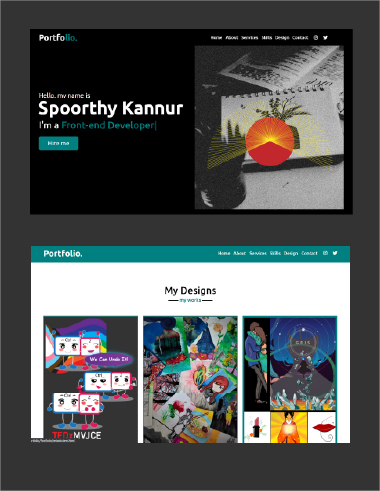 Portfolio.
Home About Services Skills Design Contact
Hello, my name is
Spoorthy Kannur
I'm a Front-end Developer|
Hire me
Portfolio.
Home About Services Skills Design Contact
My Designs
my works
Ctrl
We Can Undo It!
Ctrl
Ctrl
TEDxMVJCE